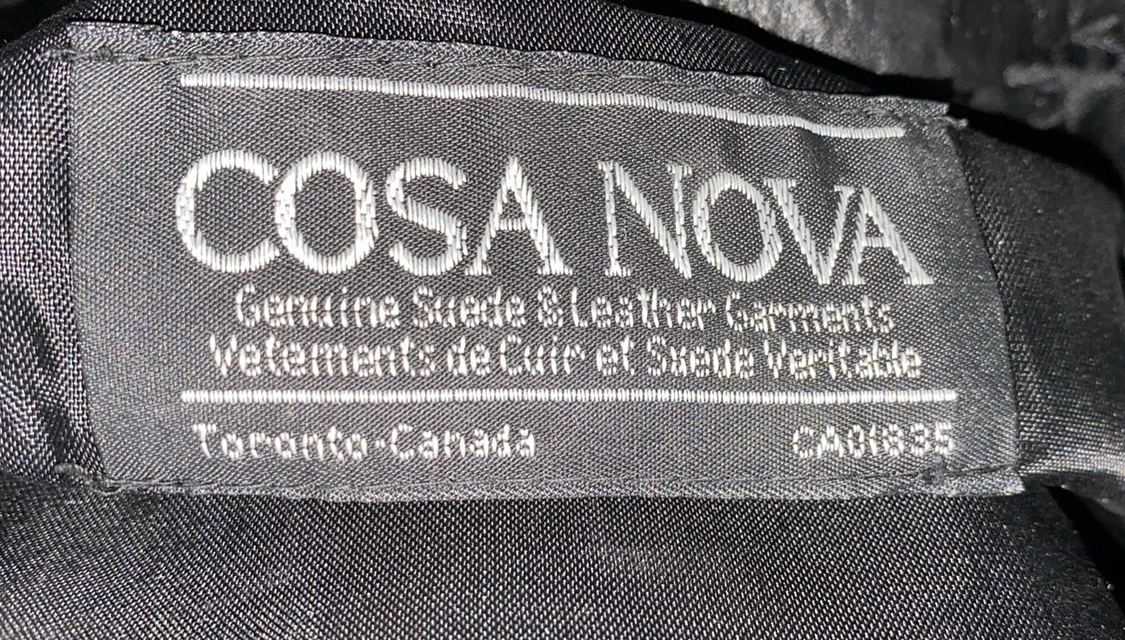 COSA NOVA
Genuine Suede & Leather Garments
Vetements de Cuir et Suede Veritable
Toronto-Canada CA01835